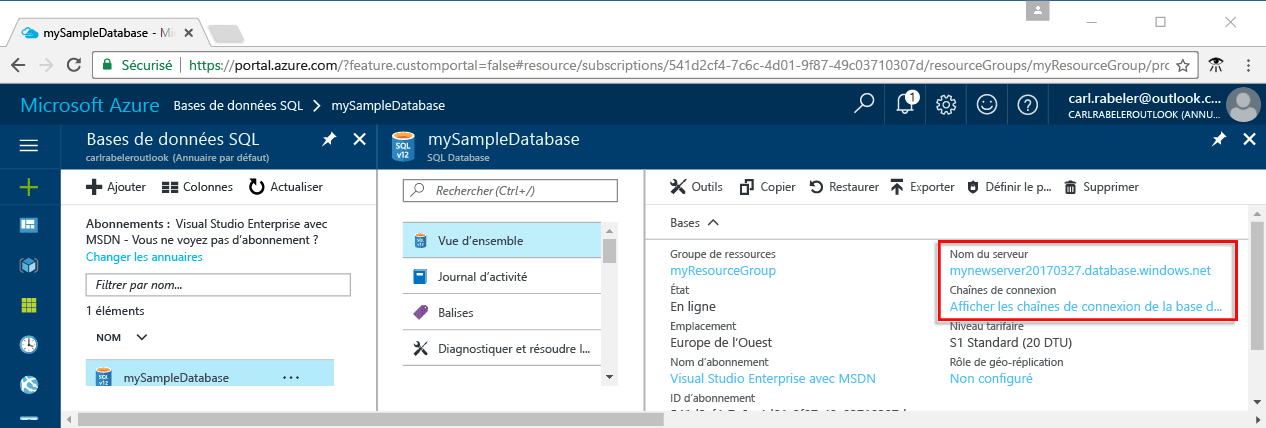 mySampleDatabase - Mi
Sécurisé
https://portal.azure.com/?feature.customportal=false#resource/subscriptions/541d2cf4-7c6c-4d01-9f87-49c03710307d/resourceGroups/myResourceGroup/pro
Microsoft Azure
Bases de données SQL
mySampleDatabase
1
carl.rabeler@outlook.c...
CARLRABELEROUTLOOK (ANNU...
Bases de données SQL
carlrabeleroutlook (Annuaire par défaut)
Ajouter
Colonnes
Actualiser
Abonnements : Visual Studio Enterprise avec
MSDN - Vous ne voyez pas d'abonnement ?
Changer les annuaires
Filtrer par nom...
1 éléments
NOM
SQL v12
mySampleDatabase
...
SQL v12
mySampleDatabase
SQL Database
Rechercher (Ctrl+/)
Vue d'ensemble
Journal d'activité
Balises
Diagnostiquer et résoudre l...
Outils
Copier
Restaurer
Exporter
Définir le p...
Supprimer
Bases
Groupe de ressources
myResourceGroup
État
En ligne
Emplacement
Europe de l'Ouest
Nom d'abonnement
Visual Studio Enterprise avec MSDN
ID d'abonnement
Nom du serveur
mynewserver20170327.database.windows.net
Chaînes de connexion
Afficher les chaînes de connexion de la base d...
Niveau tarifaire
S1 Standard (20 DTU)
Rôle de géo-réplication
Non configuré